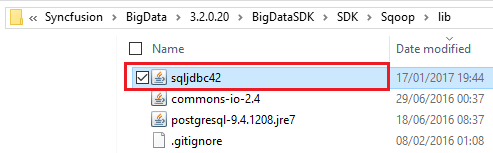 « Syncfusion > BigData > 3.2.0.20 > BigDataSDK > SDK > Sqoop > lib
Name Date modified
sqljdbc42 17/01/2017 19:44
commons-io-2.4 29/06/2016 00:37
postgresql-9.4.1208.jre7 18/06/2016 08:37
.gitignore 08/02/2016 01:08